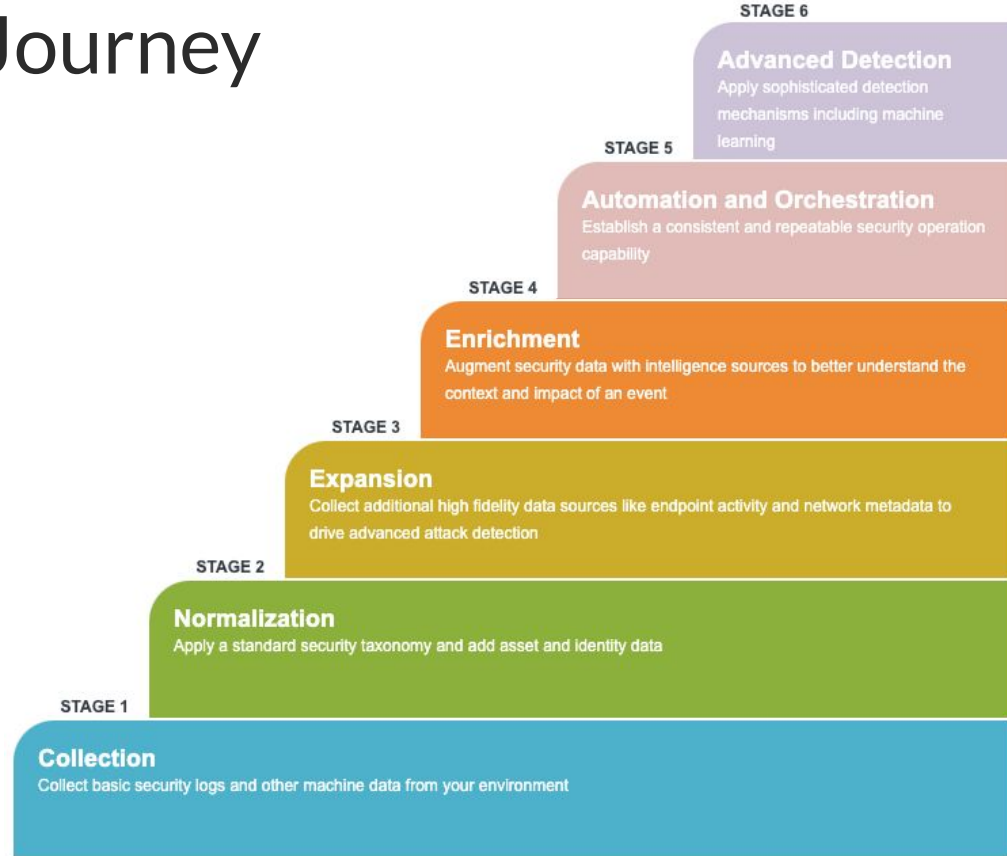 Journey
STAGE 6
Advanced Detection
Apply sophisticated detection
mechanisms including machine
learning
STAGE 5
Automation and Orchestration
Establish a consistent and repeatable security operation
capability
STAGE 4
Enrichment
Augment security data with intelligence sources to better understand the
context and impact of an event
STAGE 3
Expansion
Collect additional high fidelity data sources like endpoint activity and network metadata to
drive advanced attack detection
STAGE 2
Normalization
Apply a standard security taxonomy and add asset and identity data
STAGE 1
Collection
Collect basic security logs and other machine data from your environment